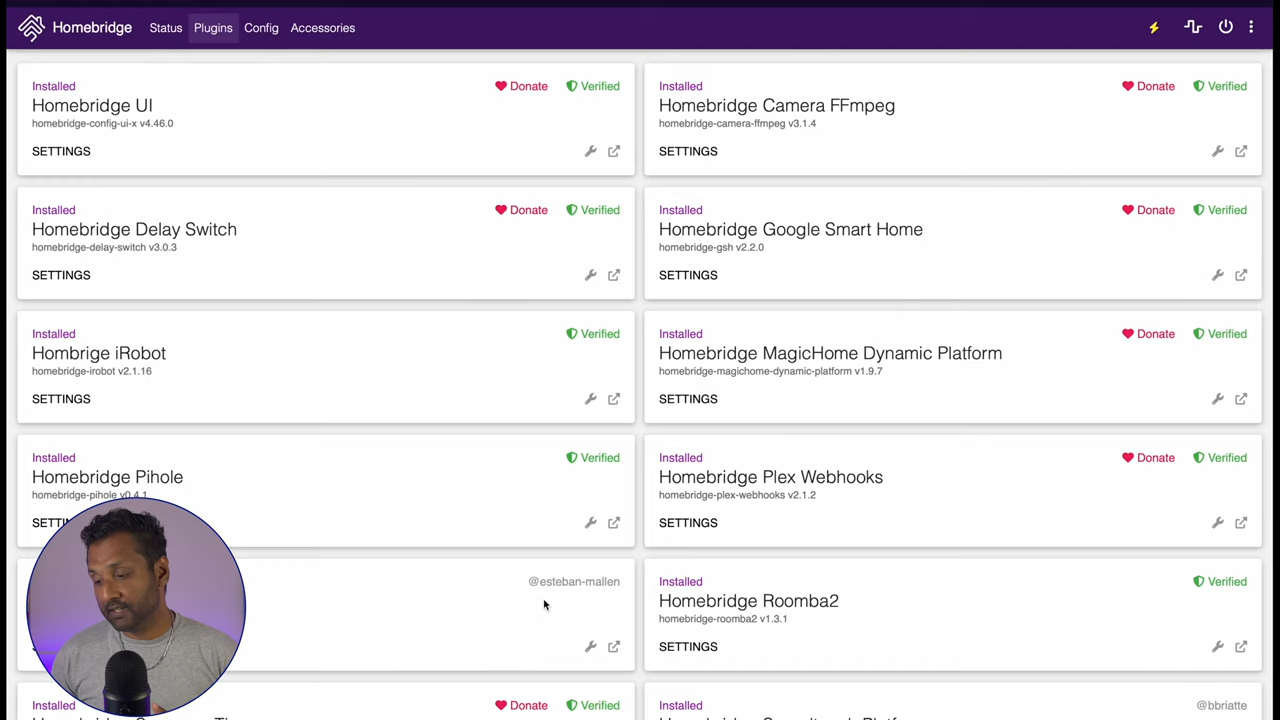 Homebridge Status Plugins Config Accessories
Installed Donate Verified
Homebridge UI
homebridge-config-ui-x v4.46.0
SETTINGS
Installed Donate Verified
Homebridge Camera FFmpeg
homebridge-camera-ffmpeg v3.1.4
SETTINGS
Installed Donate Verified
Homebridge Delay Switch
homebridge-delay-switch v3.0.3
SETTINGS
Installed Donate Verified
Homebridge Google Smart Home
homebridge-gsh v2.2.0
SETTINGS
Installed Verified
Hombrige iRobot
homebridge-irobot v2.1.16
SETTINGS
Installed Donate Verified
Homebridge MagicHome Dynamic Platform
homebridge-magichome-dynamic-platform v1.9.7
SETTINGS
Installed Verified
Homebridge Pihole
homebridge-pihole v0.4.1
Installed Donate Verified
Homebridge Plex Webhooks
homebridge-plex-webhooks v2.1.2
SETTINGS
@esteban-mallen
Installed Verified
Homebridge Roomba2
homebridge-roomba2 v1.3.1
SETTINGS
Installed Donate Verified
Installed @bbriatte